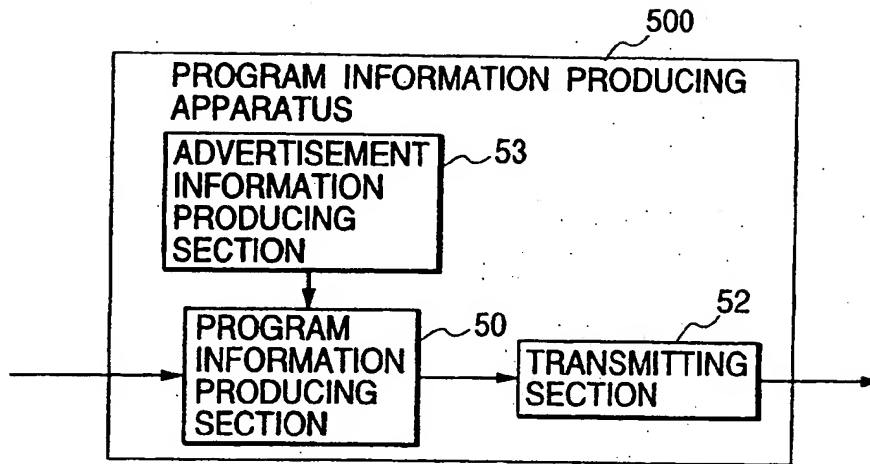 500
PROGRAM INFORMATION PRODUCING
APPARATUS
ADVERTISEMENT
INFORMATION
PRODUCING
SECTION
53
PROGRAM
INFORMATION
PRODUCING
SECTION
50
TRANSMITTING
SECTION
52